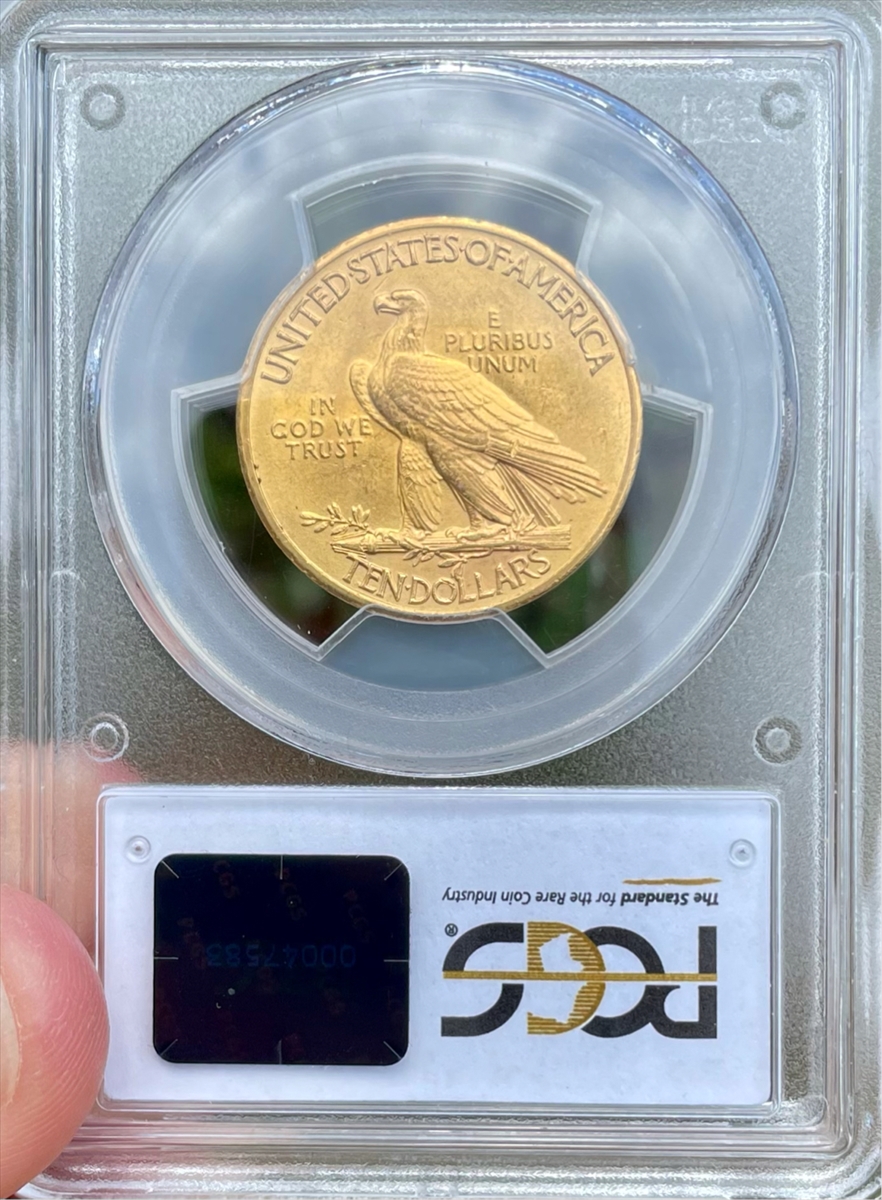 UNITED·STATES·OF·AMERICA
E
PLURIBUS
UNUM
IN
GOD WE
TRUST
TEN·DOLLARS
PCGS®
The Standard for the Rare Coin Industry
00047583